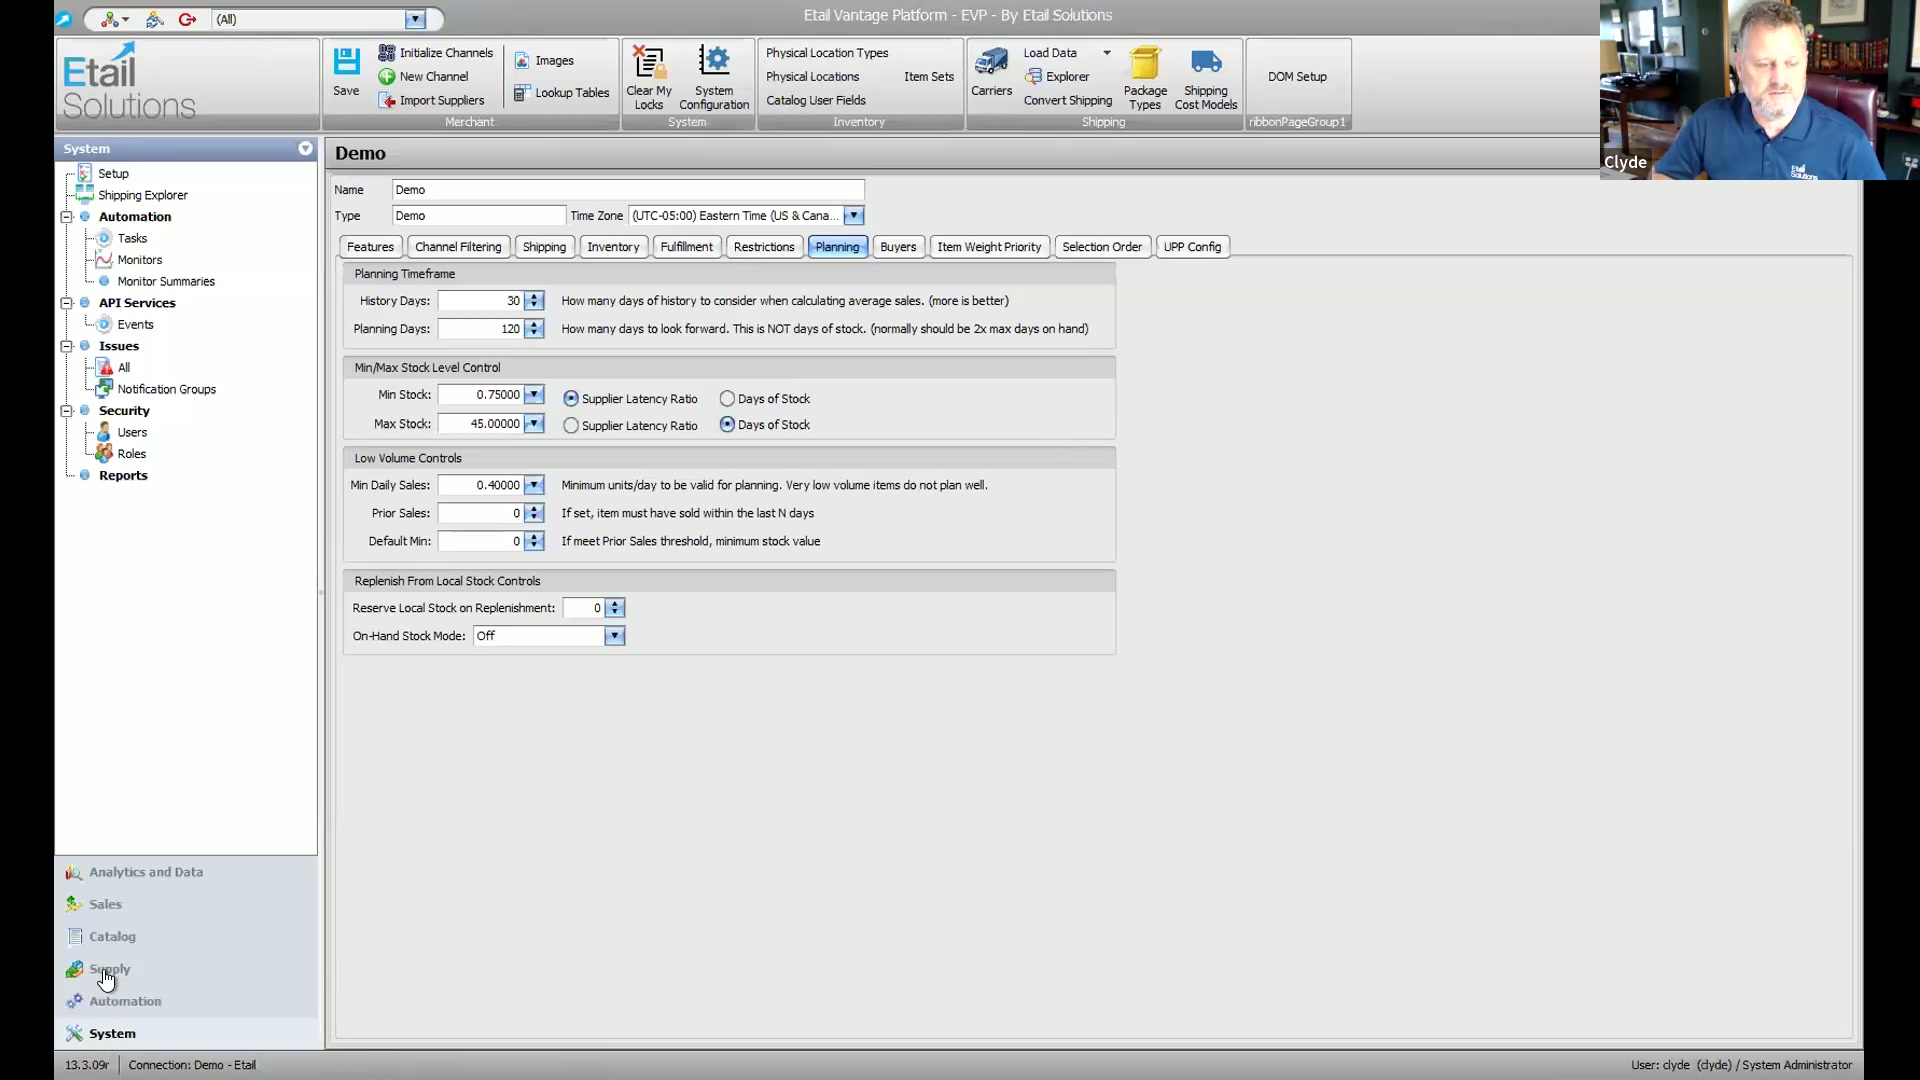 (All)
Etail Vantage Platform - EVP - By Etail Solutions
Etail
Solutions
Save
Initialize Channels
New Channel
Import Suppliers
Images
Lookup Tables
Merchant
Clear My
Locks
System
Configuration
System
Physical Location Types
Physical Locations
Catalog User Fields
Item Sets
Inventory
Carriers
Load Data
Explorer
Convert Shipping
Package
Types
Shipping
Cost Models
Shipping
DOM Setup
ribbonPageGroup1
Etail
Solutions
Clyde
System
Setup
Shipping Explorer
Automation
Tasks
Monitors
Monitor Summaries
API Services
Events
Issues
All
Notification Groups
Security
Users
Roles
Reports
Analytics and Data
Sales
Catalog
Supply
Automation
System
Demo
Name Demo
Type Demo Time Zone (UTC-05:00) Eastern Time (US & Cana...
Features Channel Filtering Shipping Inventory Fulfillment Restrictions Planning Buyers Item Weight Priority Selection Order UPP Config
Planning Timeframe
History Days: 30 How many days of history to consider when calculating average sales. (more is better)
Planning Days: 120 How many days to look forward. This is NOT days of stock. (normally should be 2x max days on hand)
Min/Max Stock Level Control
Min Stock: 0.75000 Supplier Latency Ratio Days of Stock
Max Stock: 45.00000 Supplier Latency Ratio Days of Stock
Low Volume Controls
Min Daily Sales: 0.40000 Minimum units/day to be valid for planning. Very low volume items do not plan well.
Prior Sales: 0 If set, item must have sold within the last N days
Default Min: 0 If meet Prior Sales threshold, minimum stock value
Replenish From Local Stock Controls
Reserve Local Stock on Replenishment: 0
On-Hand Stock Mode: Off
13.3.09r Connection: Demo - Etail
User: clyde (clyde) / System Administrator